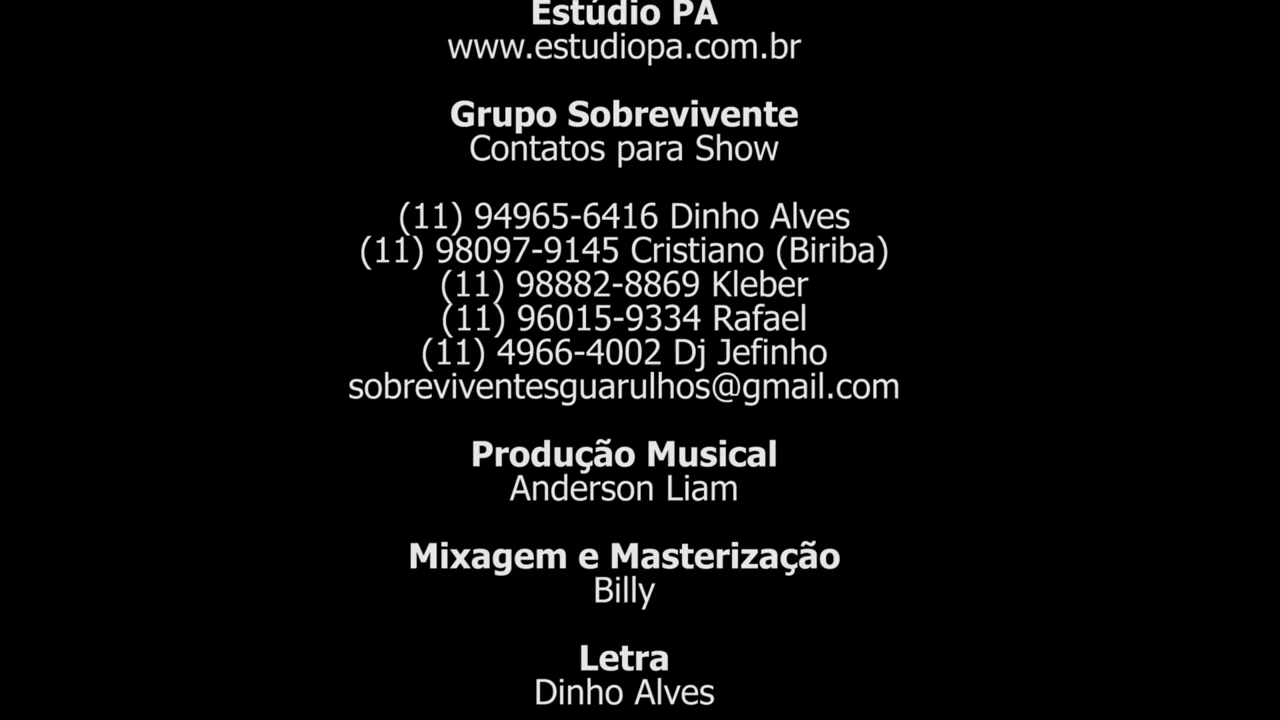 Estúdio PA
www.estudiopa.com.br
Grupo Sobrevivente
Contatos para Show
(11) 94965-6416 Dinho Alves
(11) 98097-9145 Cristiano (Biriba)
(11) 98882-8869 Kleber
(11) 96015-9334 Rafael
(11) 4966-4002 Dj Jefinho
sobreviventesguarulhos@gmail.com
Produção Musical
Anderson Liam
Mixagem e Masterização
Billy
Letra
Dinho Alves